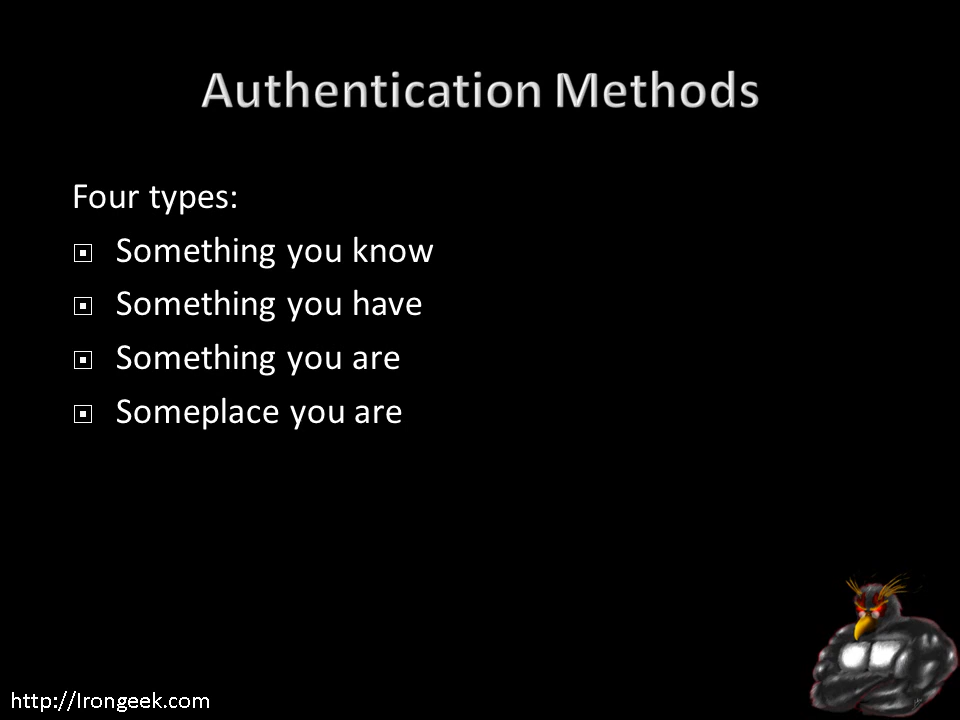 Authentication Methods
Four types:
Something you know
Something you have
Something you are
Someplace you are
http://Irongeek.com